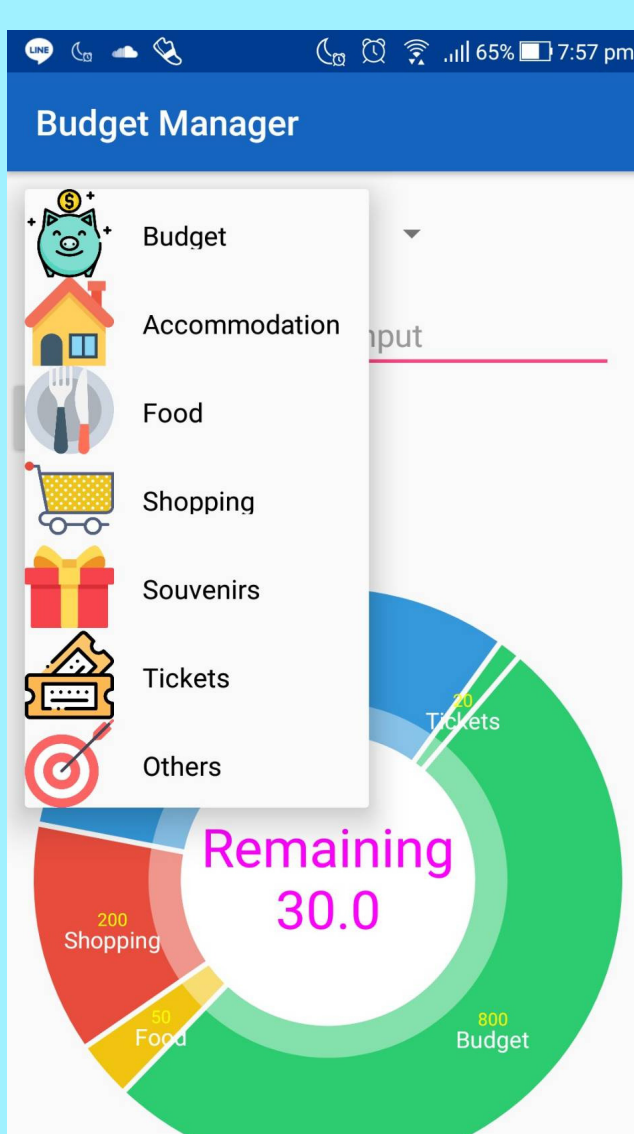 LINE
65% 7:57 pm
Budget Manager
Budget
Accommodation
nput
Food
Shopping
Souvenirs
Tickets
Others
20
Tickets
Remaining
30.0
200
Shopping
50
Food
800
Budget